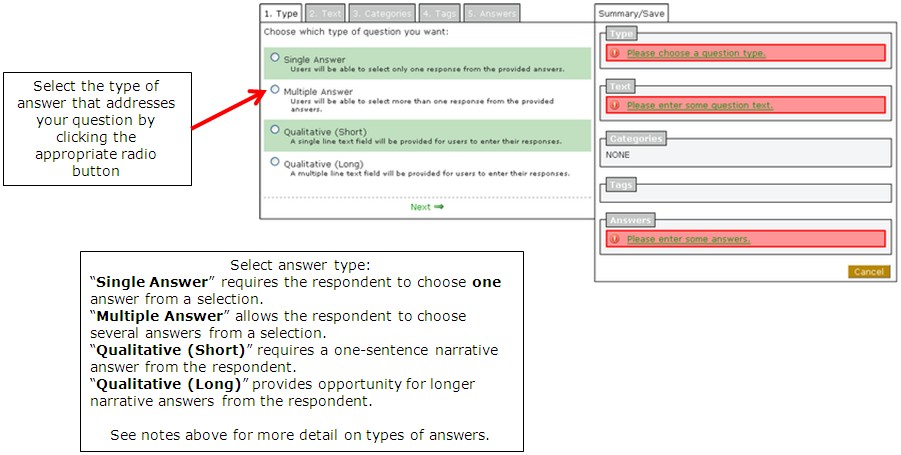 1. Type
2. Text
3. Categories
4. Tags
5. Answers
Summary/Save
Choose which type of question you want:
Single Answer
Users will be able to select only one response from the provided answers.
Multiple Answer
Users will be able to select more than one response from the provided
answers.
Qualitative (Short)
A single line text field will be provided for users to enter their responses.
Qualitative (Long)
A multiple line text field will be provided for users to enter their responses.
Next ⇒
Type
Please choose a question type.
Text
Please enter some question text.
Categories
NONE
Tags
Answers
Please enter some answers.
Cancel
Select the type of
answer that addresses
your question by
clicking the
appropriate radio
button
Select answer type:
“Single Answer” requires the respondent to choose one
answer from a selection.
“Multiple Answer” allows the respondent to choose
several answers from a selection.
“Qualitative (Short)” requires a one-sentence narrative
answer from the respondent.
“Qualitative (Long)” provides opportunity for longer
narrative answers from the respondent.
See notes above for more detail on types of answers.